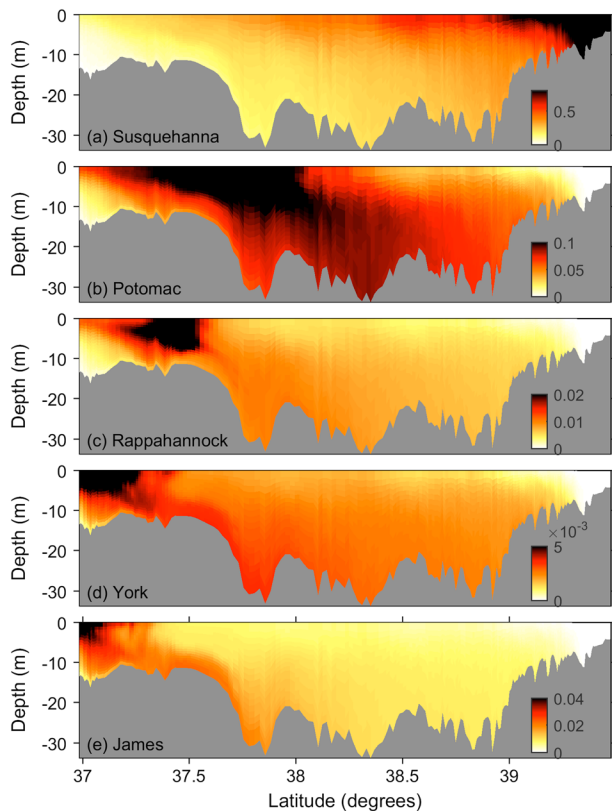 0
-10
-20
-30
Depth (m)
(a) Susquehanna
0.5
0
0
-10
-20
-30
Depth (m)
(b) Potomac
0.1
0.05
0
0
-10
-20
-30
Depth (m)
(c) Rappahannock
0.02
0.01
0
0
-10
-20
-30
Depth (m)
(d) York
×10⁻³
5
0
0
-10
-20
-30
Depth (m)
(e) James
0.04
0.02
0
37 37.5 38 38.5 39
Latitude (degrees)